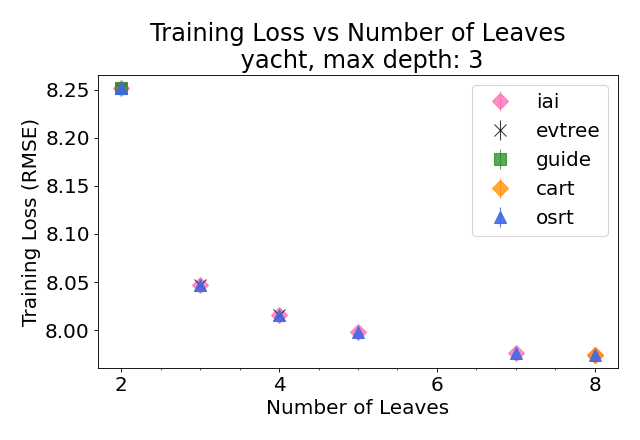 Training Loss vs Number of Leaves
yacht, max depth: 3
Training Loss (RMSE)
8.25
8.20
8.15
8.10
8.05
8.00
iai
evtree
guide
cart
osrt
2
4
6
8
Number of Leaves